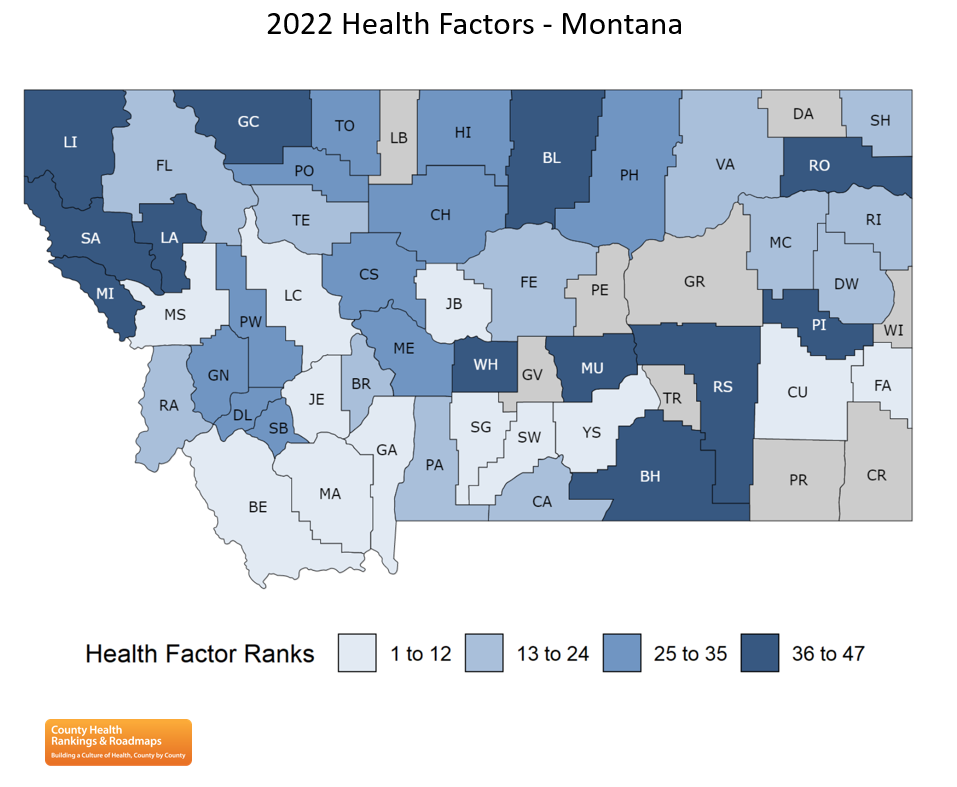 2022 Health Factors - Montana
LI
FL
GC
TO
LB
HI
BL
PH
VA
DA
SH
RO
PO
TE
CH
SA
LA
MC
RI
MI
MS
LC
CS
JB
FE
PE
GR
DW
WI
PW
ME
WH
GV
MU
RS
PI
CU
FA
GN
RA
DL
SB
JE
BR
GA
PA
SG
SW
YS
TR
BH
CA
PR
CR
BE
MA
Health Factor Ranks 1 to 12 13 to 24 25 to 35 36 to 47
County Health
Rankings & Roadmaps
Building a Culture of Health, County by County